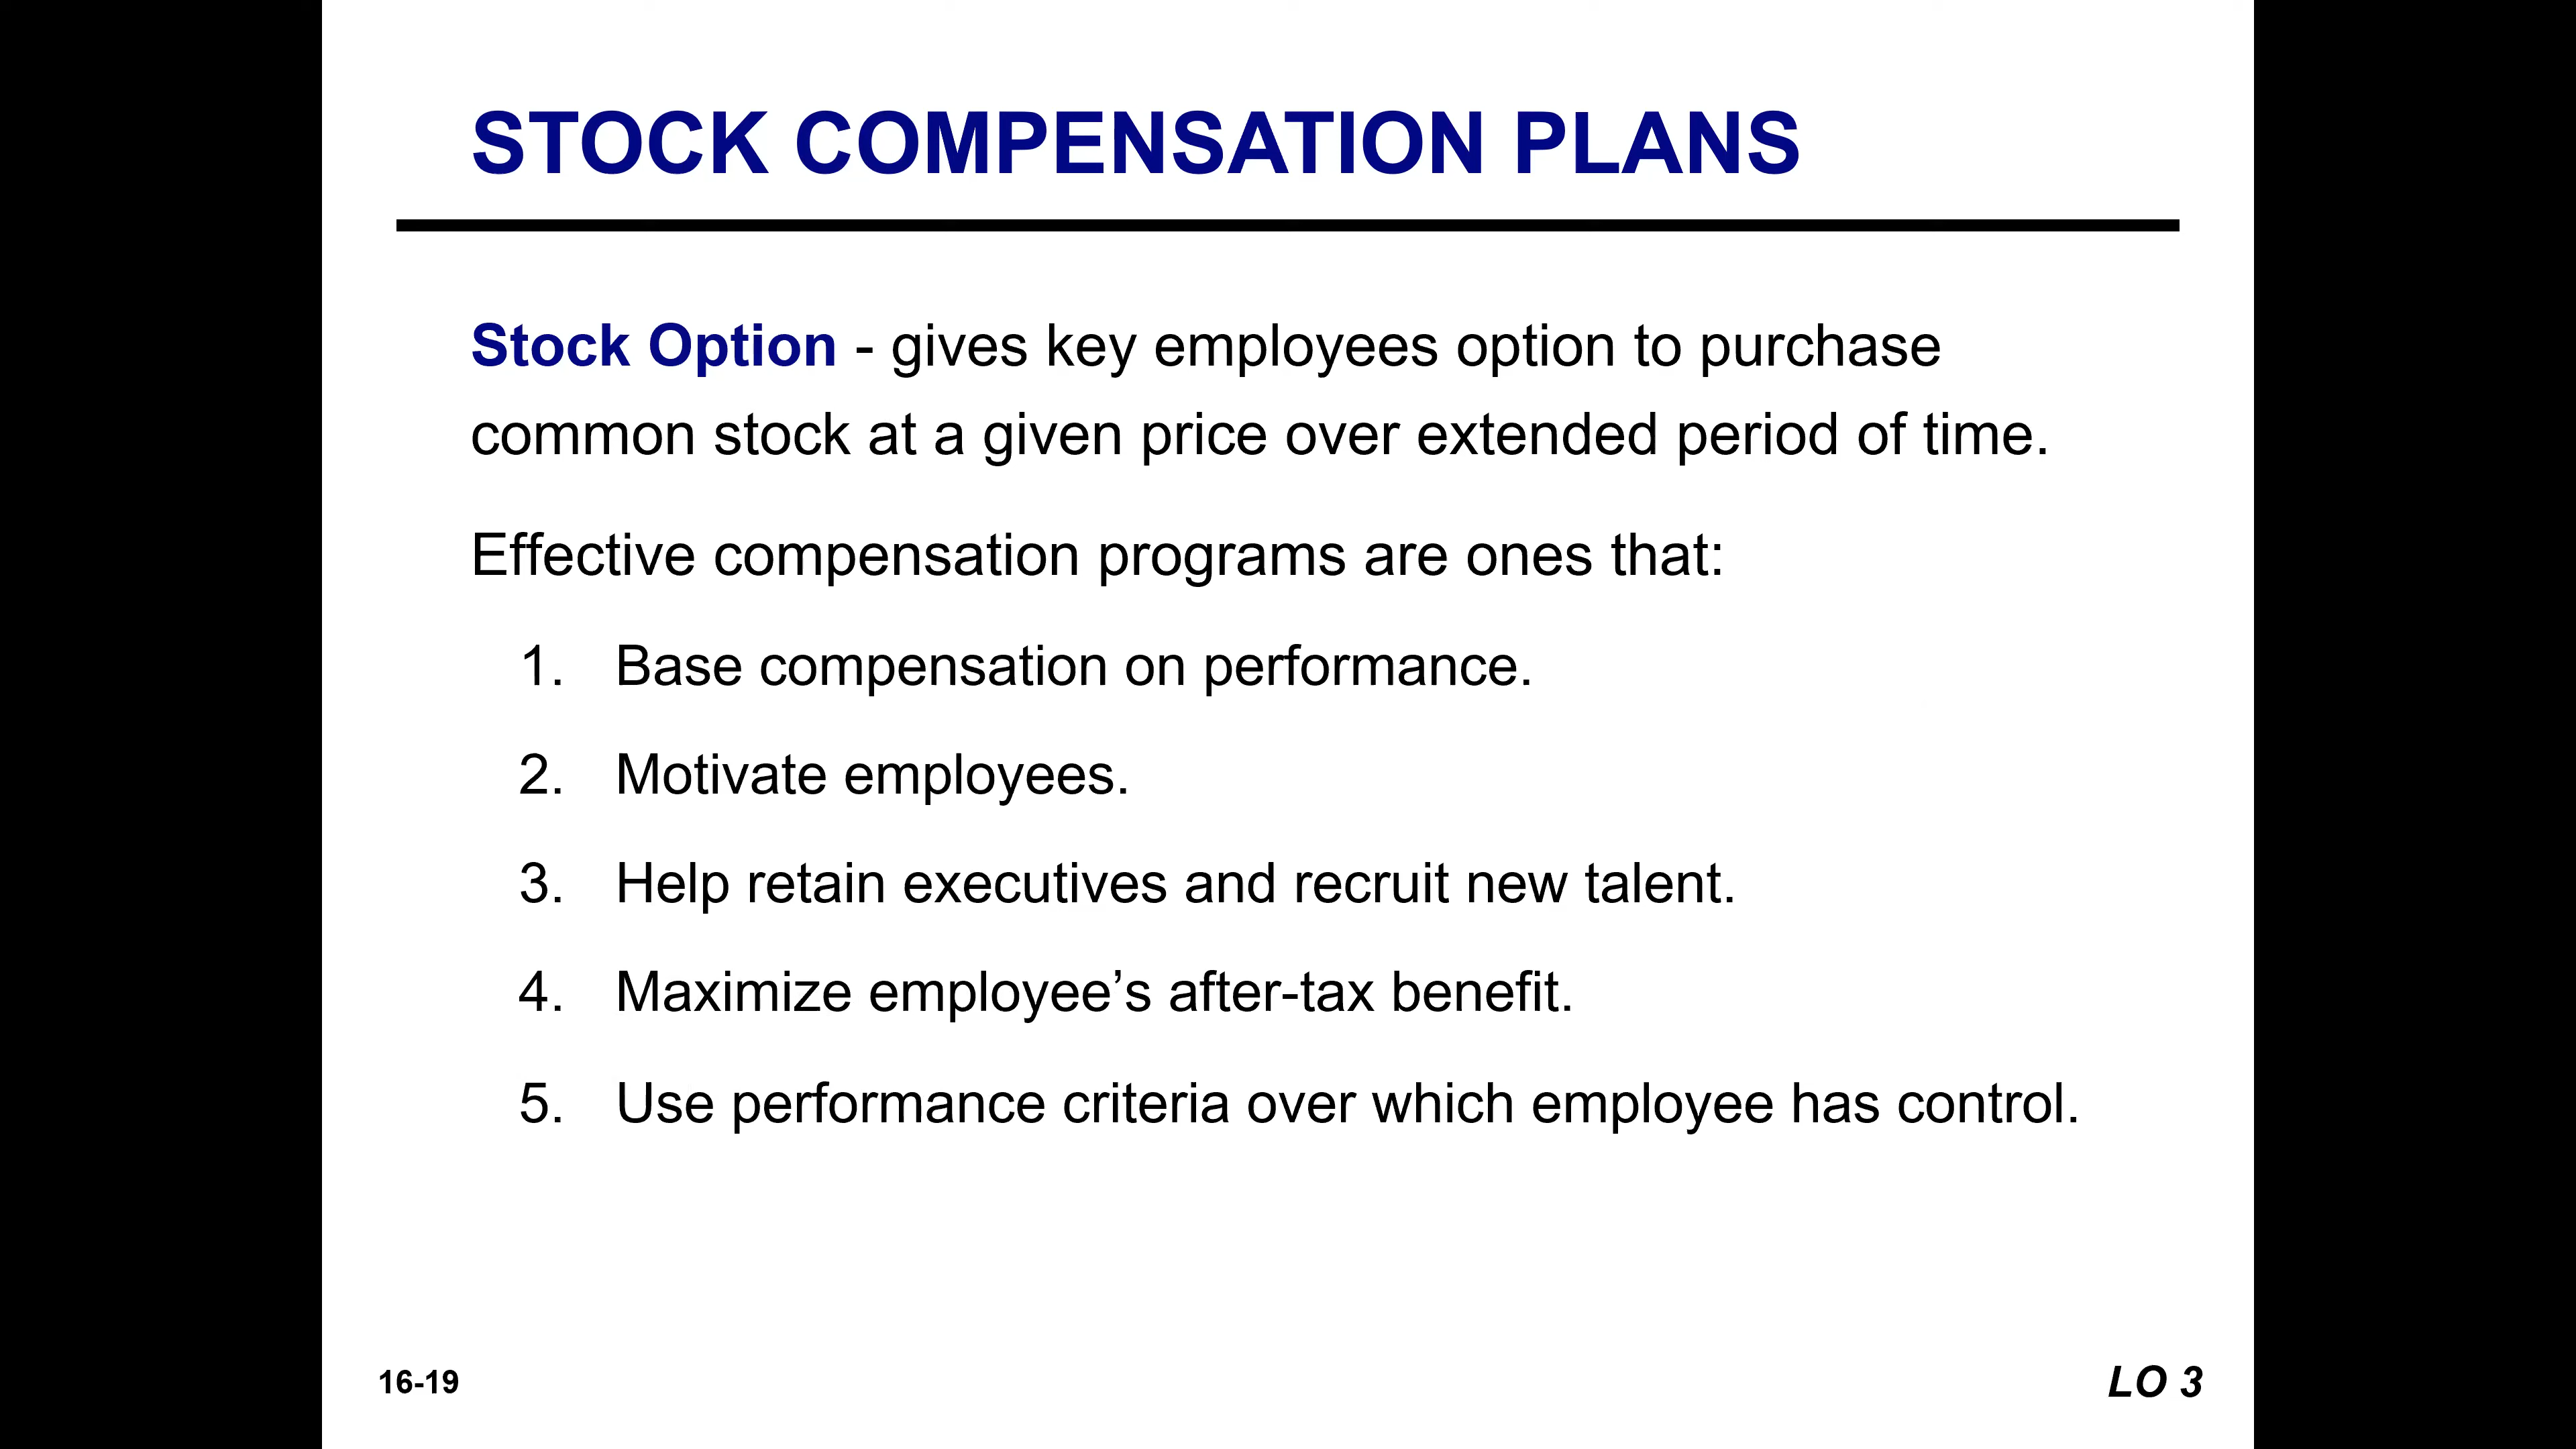 STOCK COMPENSATION PLANS
Stock Option - gives key employees option to purchase
common stock at a given price over extended period of time.
Effective compensation programs are ones that:
1. Base compensation on performance.
2. Motivate employees.
3. Help retain executives and recruit new talent.
4. Maximize employee’s after-tax benefit.
5. Use performance criteria over which employee has control.
16-19
LO 3